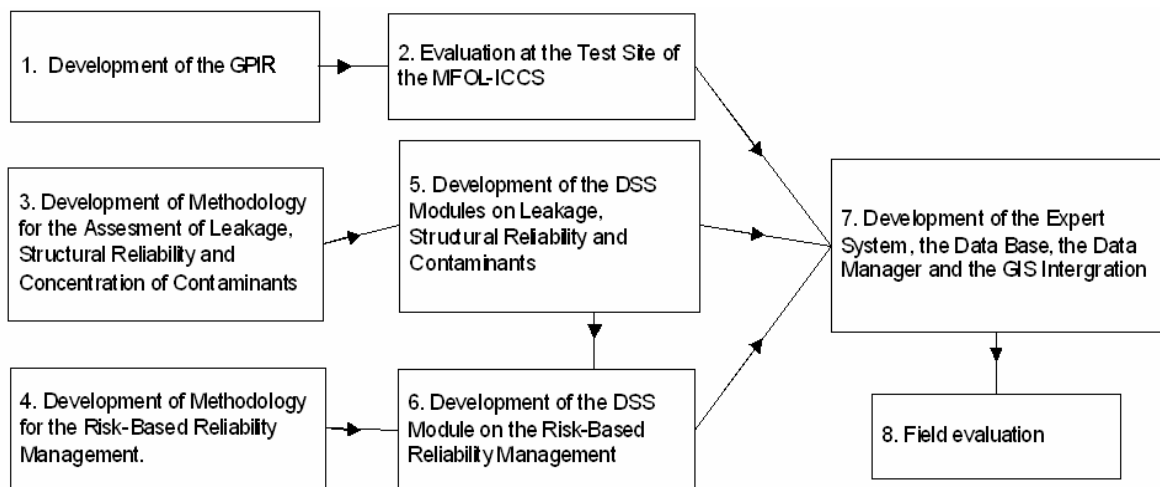 1. Development of the GPIR
2. Evaluation at the Test Site of
the MFOL-ICCS
3. Development of Methodology
for the Assesment of Leakage,
Structural Reliability and
Concentration of Contaminants
5. Development of the DSS
Modules on Leakage,
Structural Reliability and
Contaminants
7. Development of the Expert
System, the Data Base, the Data
Manager and the GIS Intergration
4. Development of Methodology
for the Risk-Based Reliability
Management.
6. Development of the DSS
Module on the Risk-Based
Reliability Management
8. Field evaluation